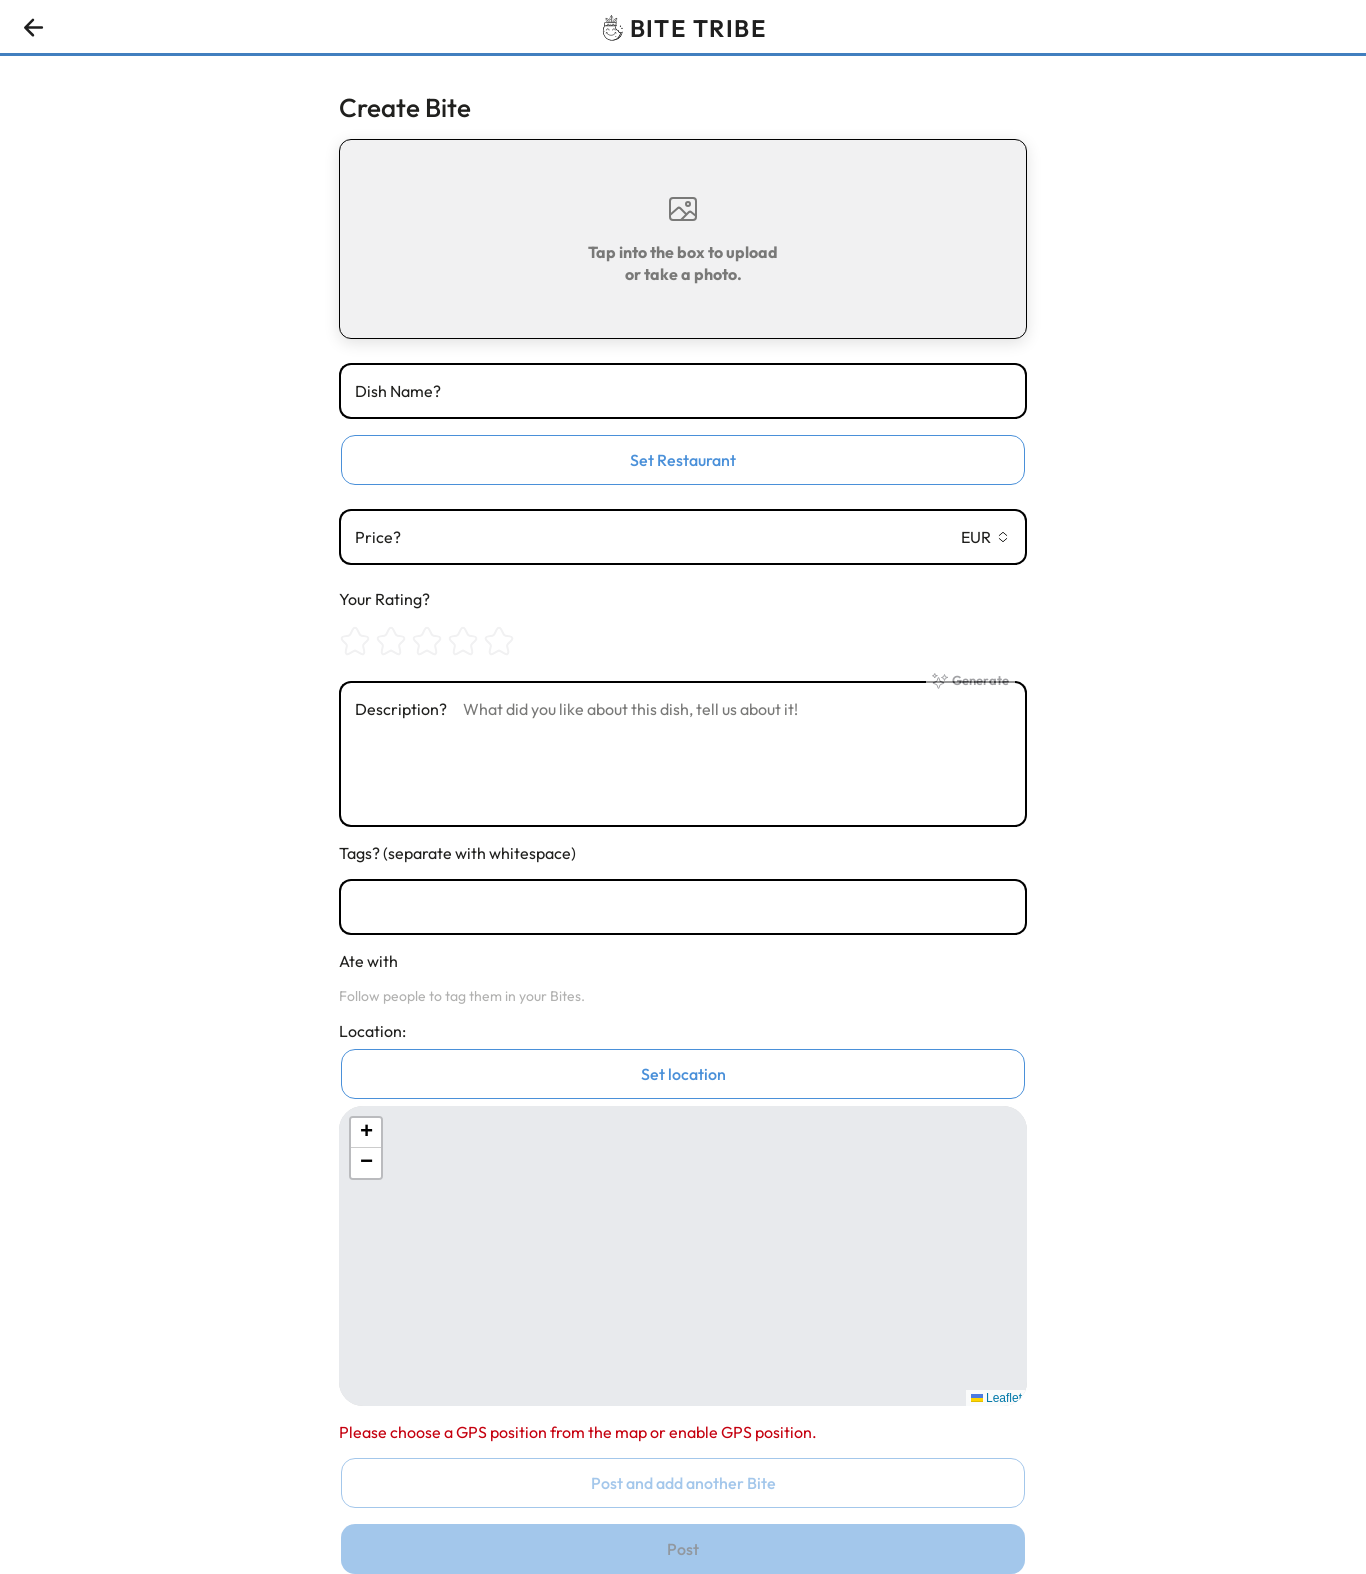 BITE TRIBE
Create Bite
Tap into the box to upload
or take a photo.
Dish Name?
Set Restaurant
Price?
EUR
Your Rating?
Generate
Description? What did you like about this dish, tell us about it!
Tags? (separate with whitespace)
Ate with
Follow people to tag them in your Bites.
Location:
Set location
+
−
Leaflet
Please choose a GPS position from the map or enable GPS position.
Post and add another Bite
Post